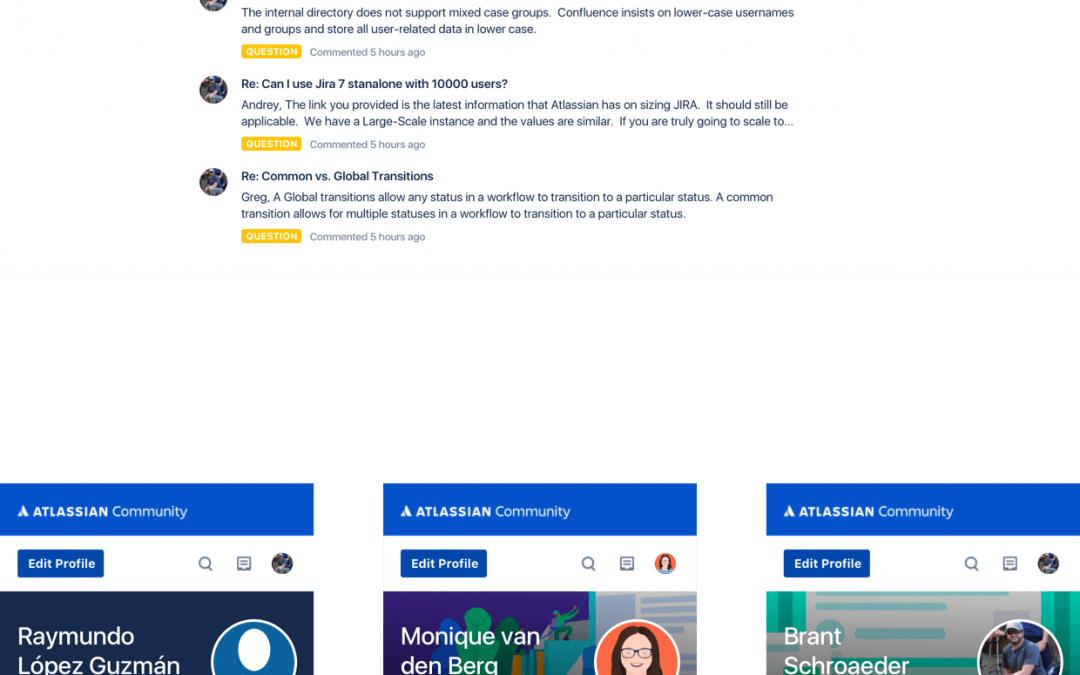 The internal directory does not support mixed case groups.  Confluence insists on lower-case usernames
and groups and store all user-related data in lower case.
QUESTION Commented 5 hours ago
Re: Can I use Jira 7 stanalone with 10000 users?
Andrey, The link you provided is the latest information that Atlassian has on sizing JIRA.  It should still be
applicable.  We have a Large-Scale instance and the values are similar.  If you are truly going to scale to...
QUESTION Commented 5 hours ago
Re: Common vs. Global Transitions
Greg, A Global transitions allow any status in a workflow to transition to a particular status. A common
transition allows for multiple statuses in a workflow to transition to a particular status.
QUESTION Commented 5 hours ago
ATLASSIAN Community
Edit Profile
Raymundo
López Guzmán
ATLASSIAN Community
Edit Profile
Monique van
den Berg
ATLASSIAN Community
Edit Profile
Brant
Schroaeder